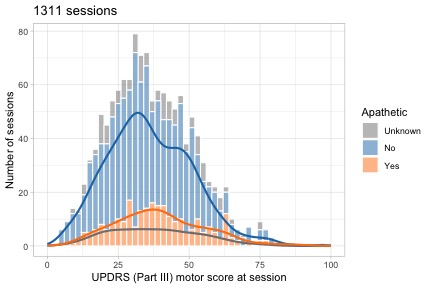 1311 sessions
80
60
40
20
0
Number of sessions
0 25 50 75 100
UPDRS (Part III) motor score at session
Apathetic
Unknown
No
Yes